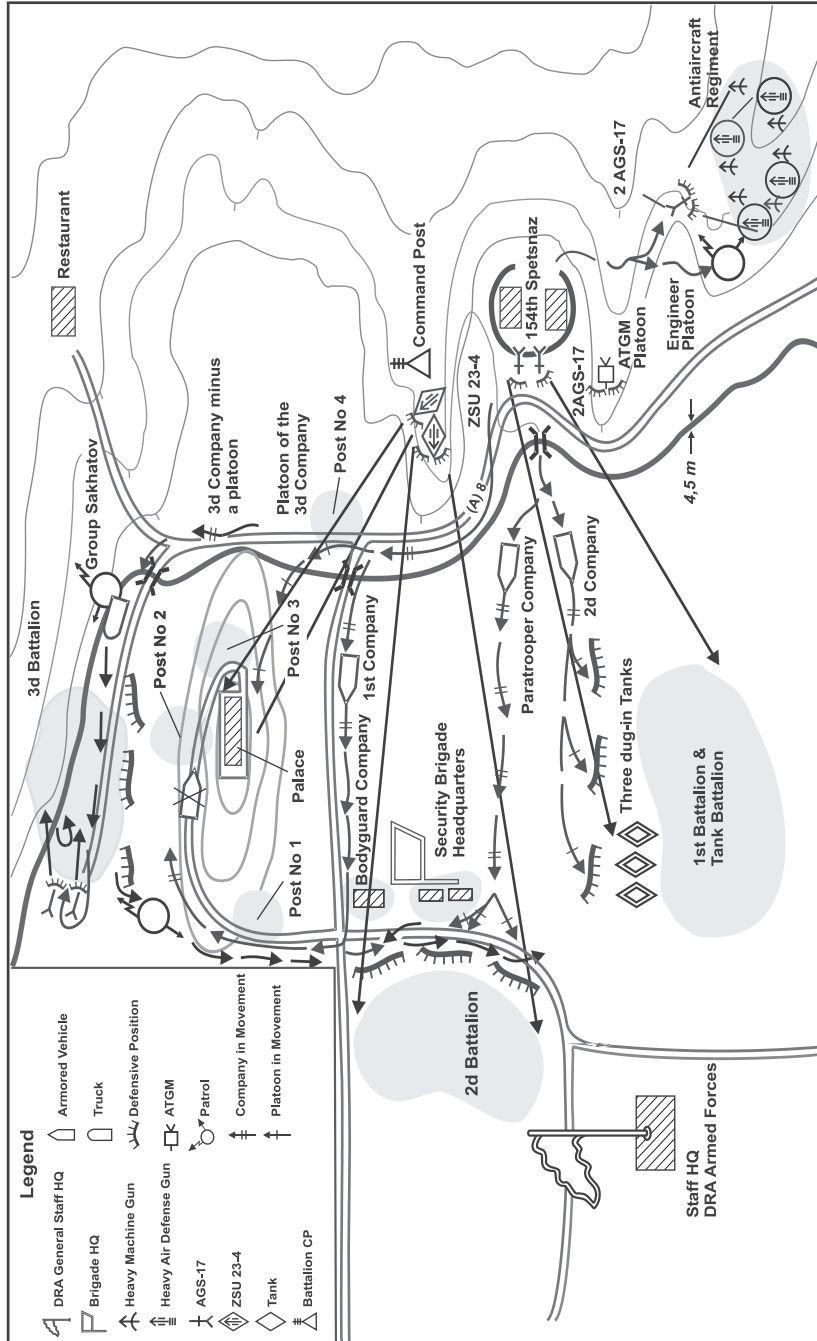 Legend
DRA General Staff HQ
Brigade HQ
Heavy Machine Gun
Heavy Air Defense Gun
AGS-17
ZSU 23-4
Tank
Battalion CP
Armored Vehicle
Truck
Defensive Position
ATGM
Patrol
Company in Movement
Platoon in Movement
3d Battalion
Group Sakhatov
Restaurant
Post No 2
3d Company minus
a platoon
Platoon of the
3d Company
Post No 3
Post No 4
Palace
Post No 1
1st Company
Command Post
Bodyguard Company
Security Brigade
Headquarters
ZSU 23-4
(A) 8
154th Spetsnaz
Paratrooper Company
2d Company
2d Battalion
Three dug-in Tanks
2AGS-17
ATGM
Platoon
2 AGS-17
Engineer
Platoon
Antiaircraft
Regiment
4,5 m
1st Battalion &
Tank Battalion
Staff HQ
DRA Armed Forces